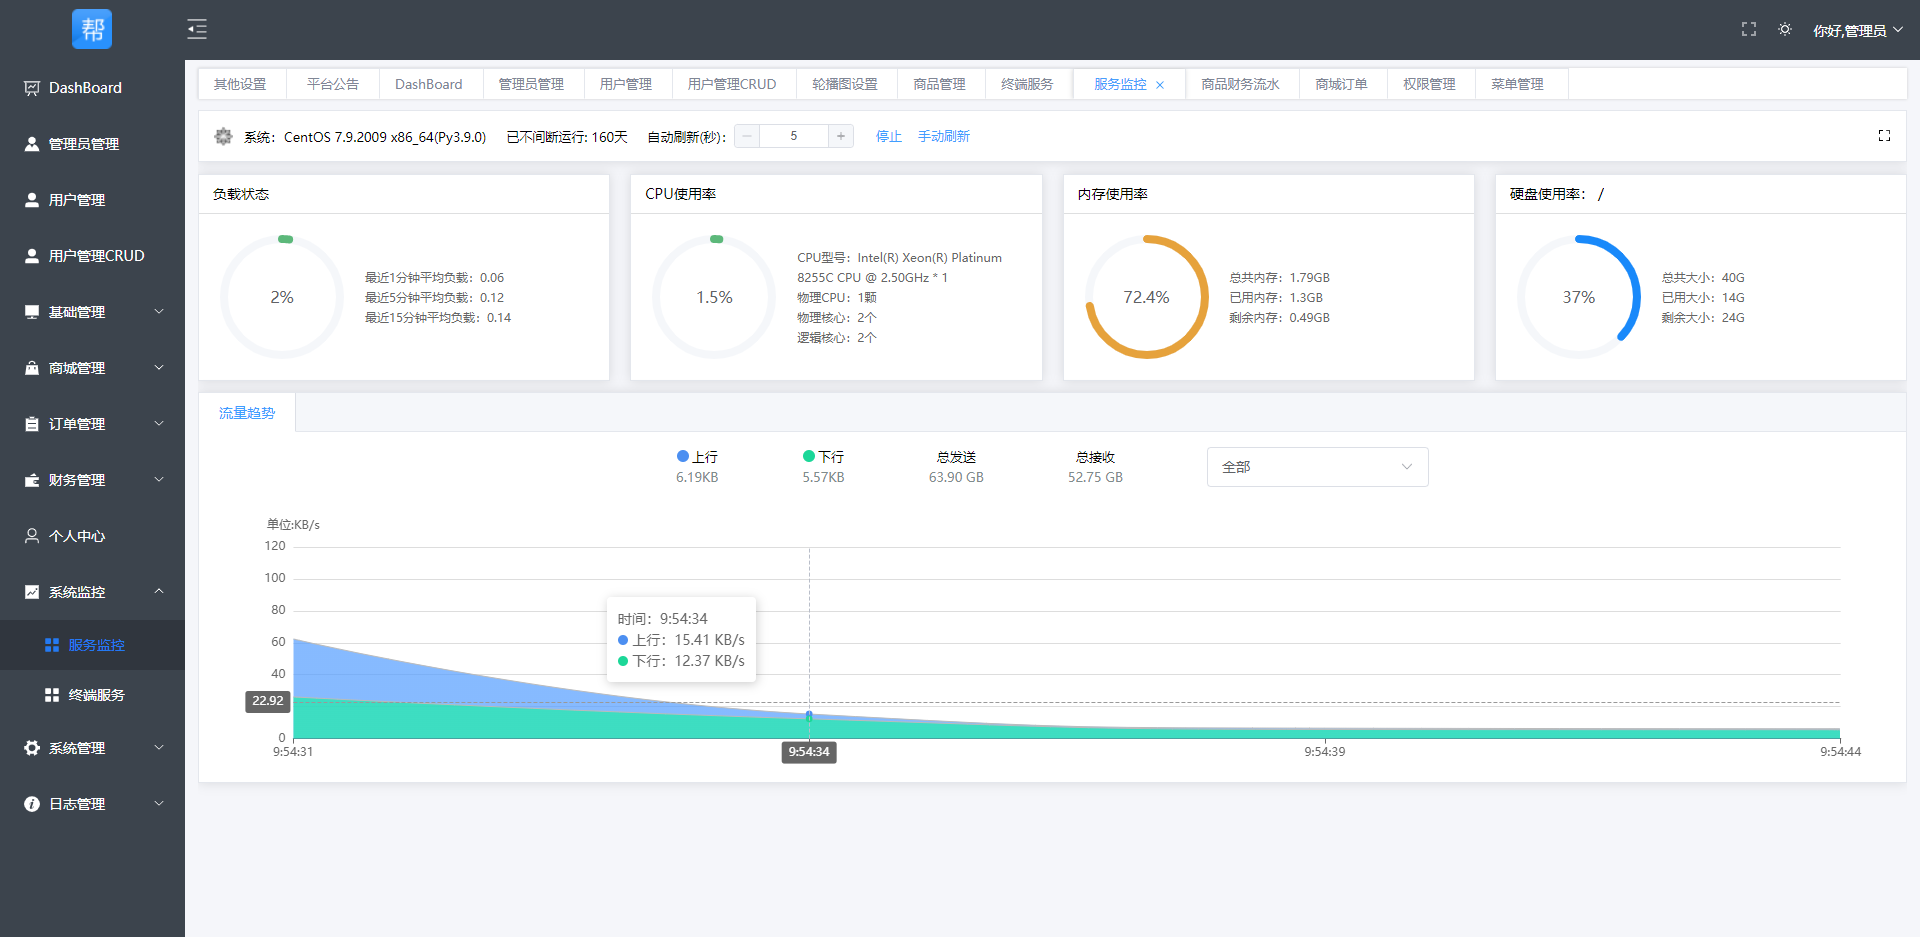 帮
你好,管理员
DashBoard
管理员管理
用户管理
用户管理CRUD
基础管理
商城管理
订单管理
财务管理
个人中心
系统监控
服务监控
终端服务
系统管理
日志管理
其他设置 平台公告 DashBoard 管理员管理 用户管理 用户管理CRUD 轮播图设置 商品管理 终端服务 服务监控 商品财务流水 商城订单 权限管理 菜单管理
系统：CentOS 7.9.2009 x86_64(Py3.9.0) 已不间断运行: 160天 自动刷新(秒)： 5 停止 手动刷新
负载状态
2%
最近1分钟平均负载：0.06
最近5分钟平均负载：0.12
最近15分钟平均负载：0.14
CPU使用率
1.5%
CPU型号：Intel(R) Xeon(R) Platinum
8255C CPU @ 2.50GHz * 1
物理CPU：1颗
物理核心：2个
逻辑核心：2个
内存使用率
72.4%
总共内存：1.79GB
已用内存：1.3GB
剩余内存：0.49GB
硬盘使用率： /
37%
总共大小：40G
已用大小：14G
剩余大小：24G
流量趋势
上行 下行 总发送 总接收
6.19KB 5.57KB 63.90 GB 52.75 GB
全部
单位:KB/s
120
100
80
60
40
22.92
0
时间：9:54:34
上行：15.41 KB/s
下行：12.37 KB/s
9:54:31 9:54:34 9:54:39 9:54:44